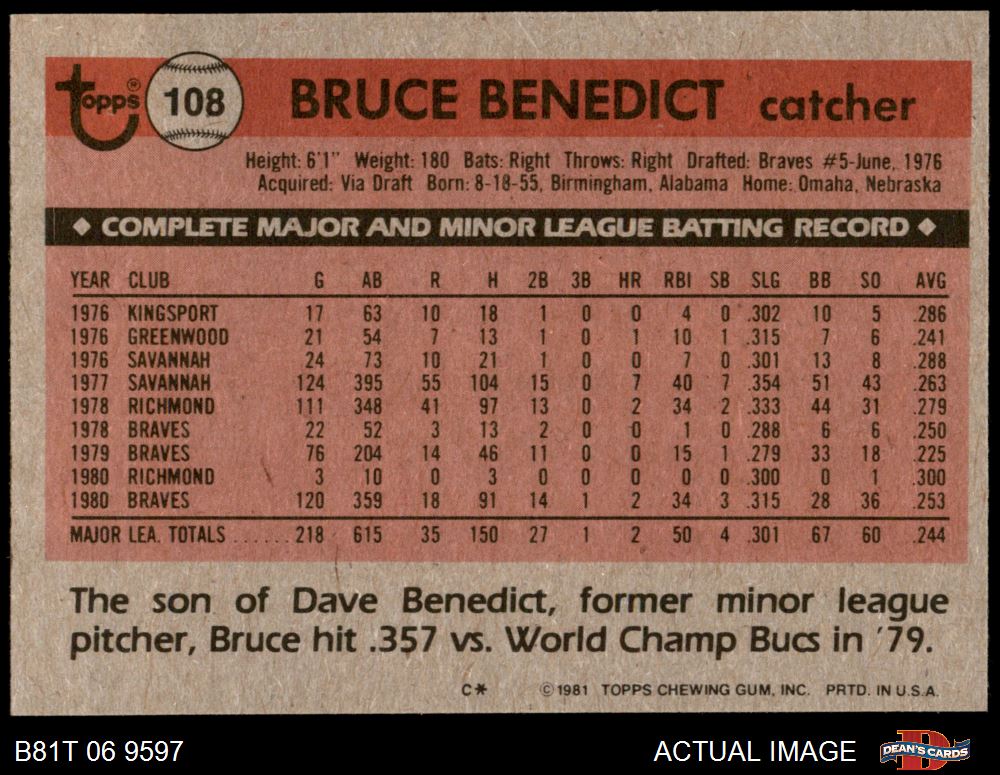 topps® 108 BRUCE BENEDICT catcher
Height: 6'1" Weight: 180 Bats: Right Throws: Right Drafted: Braves #5-June, 1976
Acquired: Via Draft Born: 8-18-55, Birmingham, Alabama Home: Omaha, Nebraska
◆ COMPLETE MAJOR AND MINOR LEAGUE BATTING RECORD ◆
YEAR CLUB G AB R H 2B 3B HR RBI SB SLG BB SO AVG
1976 KINGSPORT 17 63 10 18 1 0 0 4 0 .302 10 5 .286
1976 GREENWOOD 21 54 7 13 1 0 1 10 1 .315 7 6 .241
1976 SAVANNAH 24 73 10 21 1 0 0 7 0 .301 13 8 .288
1977 SAVANNAH 124 395 55 104 15 0 7 40 7 .354 51 43 .263
1978 RICHMOND 111 348 41 97 13 0 2 34 2 .333 44 31 .279
1978 BRAVES 22 52 3 13 2 0 0 1 0 .288 6 6 .250
1979 BRAVES 76 204 14 46 11 0 0 15 1 .279 33 18 .225
1980 RICHMOND 3 10 0 3 0 0 0 0 0 .300 0 1 .300
1980 BRAVES 120 359 18 91 14 1 2 34 3 .315 28 36 .253
MAJOR LEA. TOTALS ......218 615 35 150 27 1 2 50 4 .301 67 60 .244
The son of Dave Benedict, former minor league
pitcher, Bruce hit .357 vs. World Champ Bucs in '79.
C* ©1981 TOPPS CHEWING GUM, INC. PRTD. IN U.S.A.
B81T 06 9597 ACTUAL IMAGE D DEAN'S CARDS